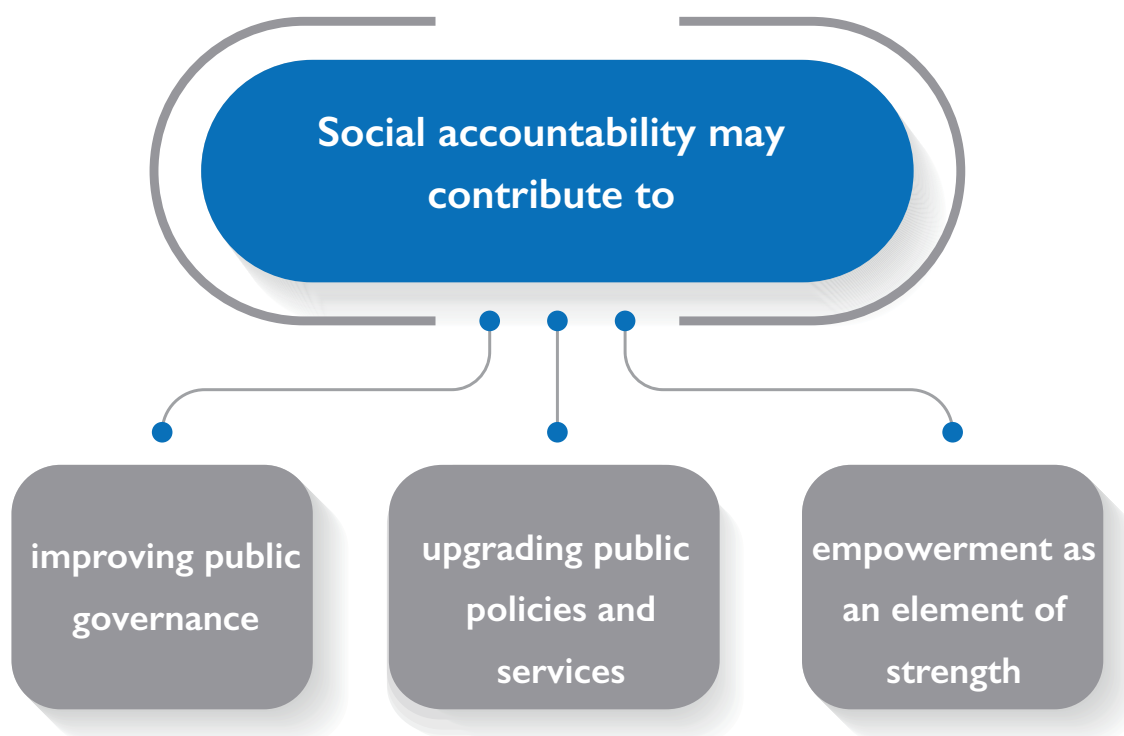 Social accountability may
contribute to
improving public
governance
upgrading public
policies and
services
empowerment as
an element of
strength